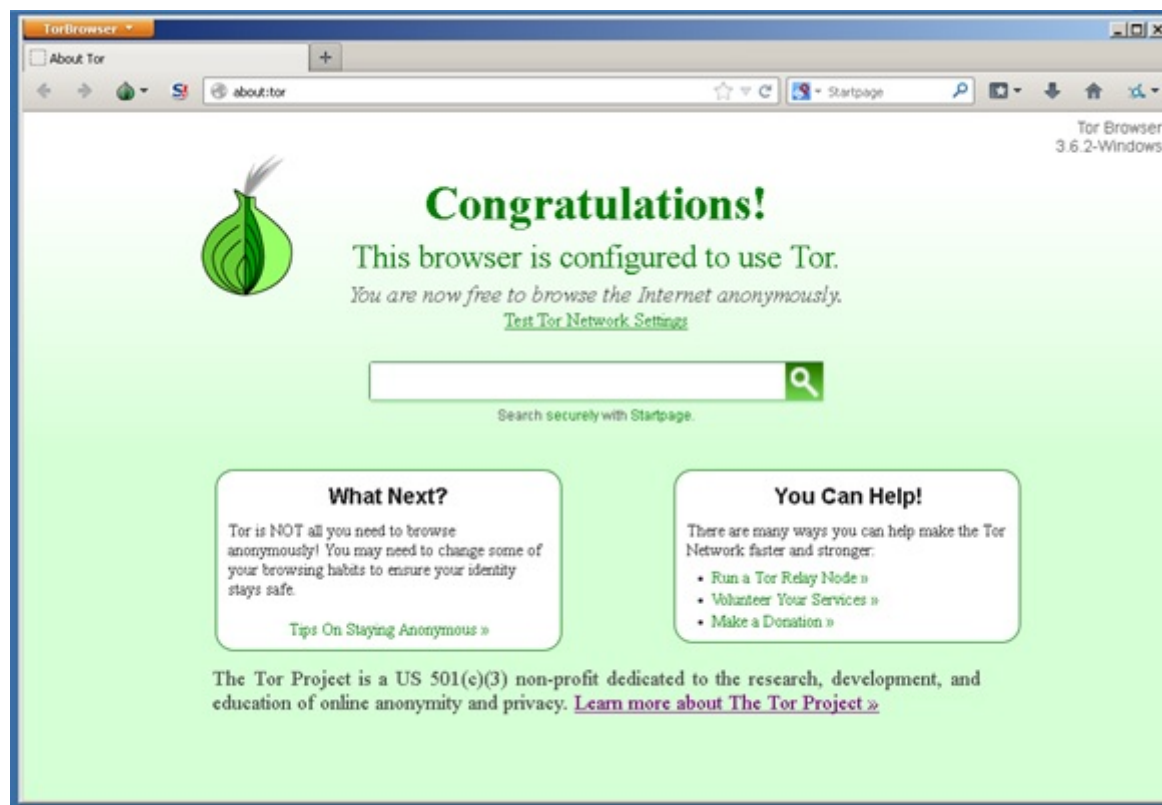 TorBrowser
About Tor
about:tor
Startpage
Tor Browser
3.6.2-Windows
Congratulations!
This browser is configured to use Tor.
You are now free to browse the Internet anonymously.
Test Tor Network Settings
Search securely with Startpage.
What Next?
Tor is NOT all you need to browse
anonymously! You may need to change some of
your browsing habits to ensure your identity
stays safe.
Tips On Staying Anonymous »
You Can Help!
There are many ways you can help make the Tor
Network faster and stronger:
• Run a Tor Relay Node »
• Volunteer Your Services »
• Make a Donation »
The Tor Project is a US 501(c)(3) non-profit dedicated to the research, development, and
education of online anonymity and privacy. Learn more about The Tor Project »